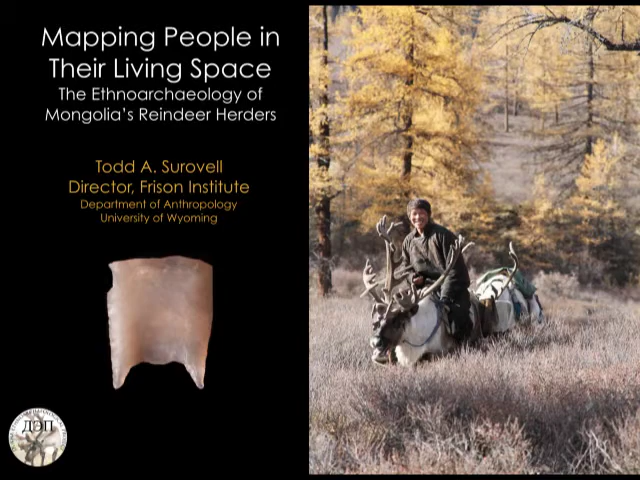 Mapping People in
Their Living Space
The Ethnoarchaeology of
Mongolia's Reindeer Herders
Todd A. Surovell
Director, Frison Institute
Department of Anthropology
University of Wyoming
ДЭП